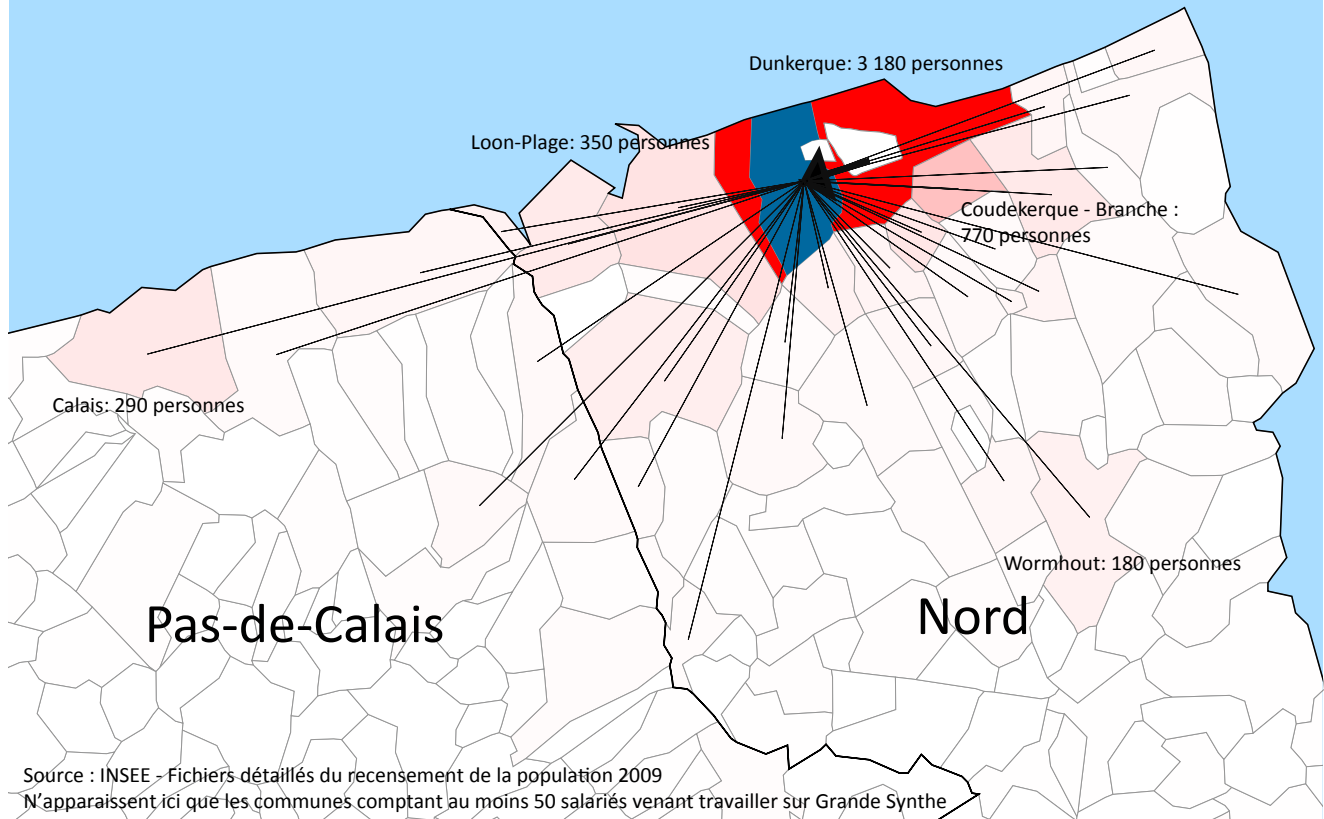 Dunkerque: 3 180 personnes
Loon-Plage: 350 personnes
Coudekerque - Branche :
770 personnes
Calais: 290 personnes
Wormhout: 180 personnes
Pas-de-Calais
Nord
Source : INSEE - Fichiers détaillés du recensement de la population 2009
N'apparaissent ici que les communes comptant au moins 50 salariés venant travailler sur Grande Synthe